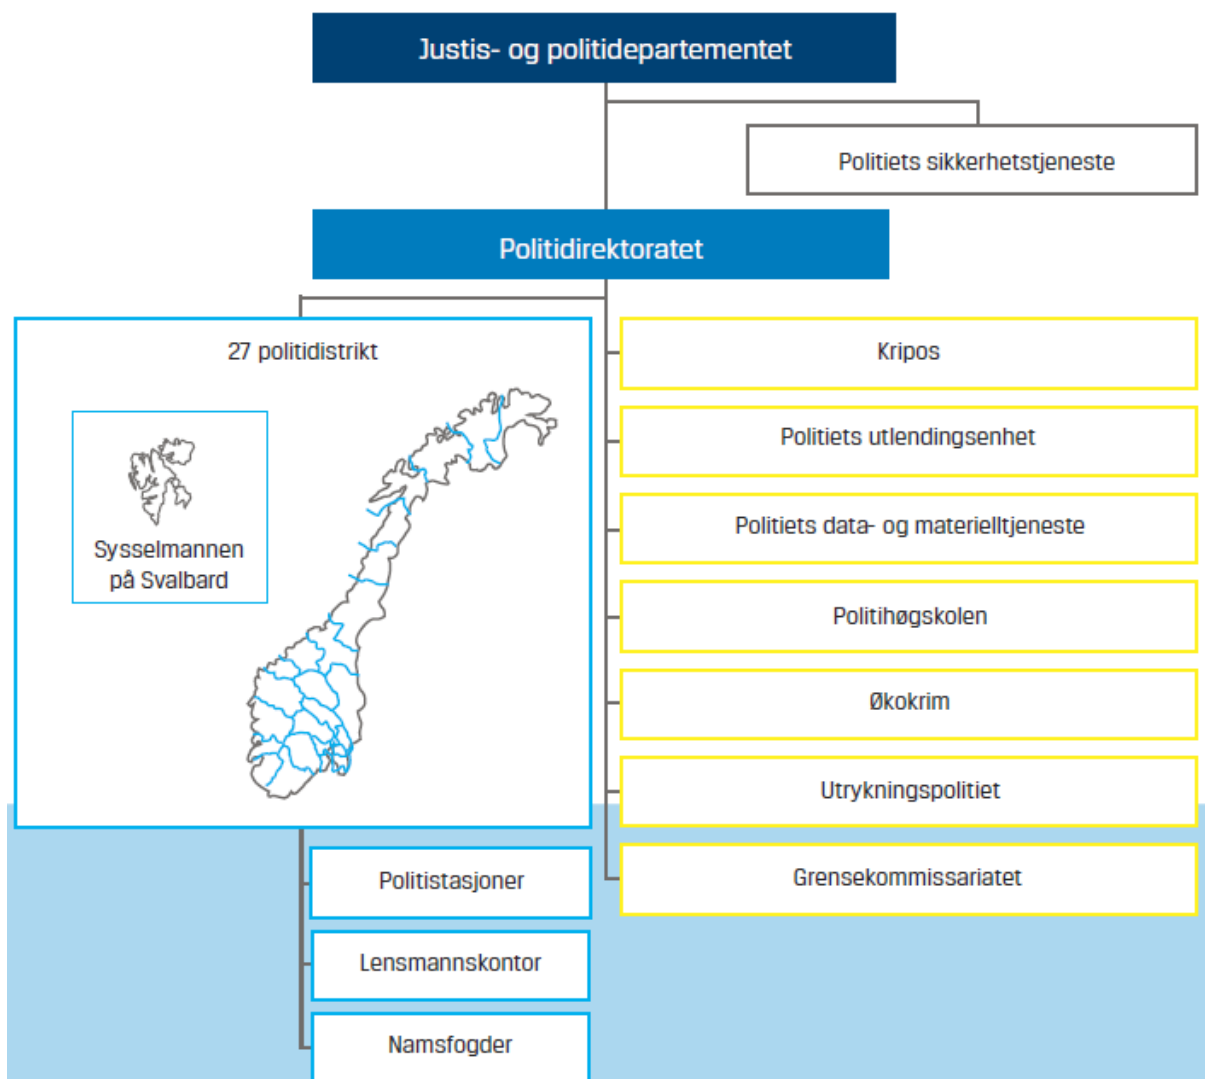 Justis- og politidepartementet
Politiets sikkerhetstjeneste
Politidirektoratet
27 politidistrikt
Sysselmannen
på Svalbard
Kripos
Politiets utlendingsenhet
Politiets data- og materielltjeneste
Politihøgskolen
Økokrim
Utrykningspolitiet
Grensekommissariatet
Politistasjoner
Lensmannskontor
Namsfogder